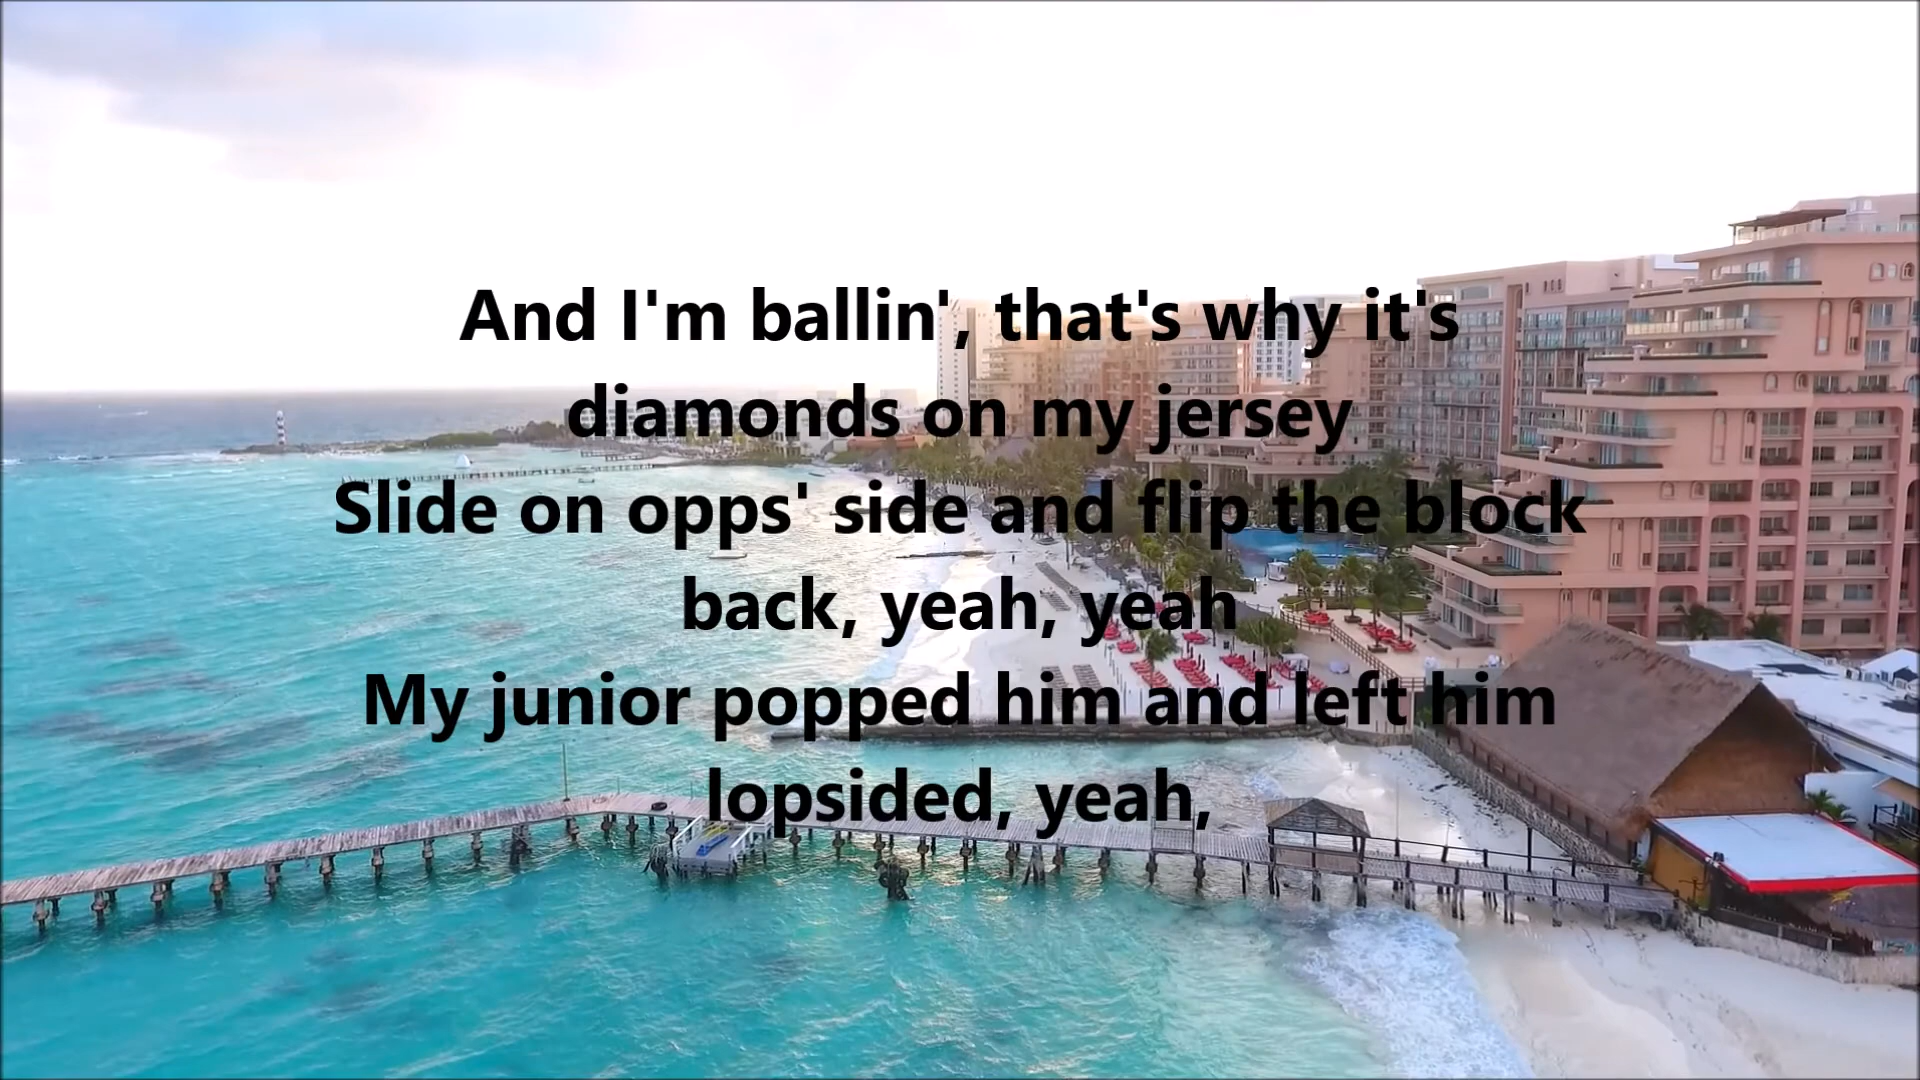 And I'm ballin', that's why it's
diamonds on my jersey
Slide on opps' side and flip the block
back, yeah, yeah
My junior popped him and left him
lopsided, yeah,